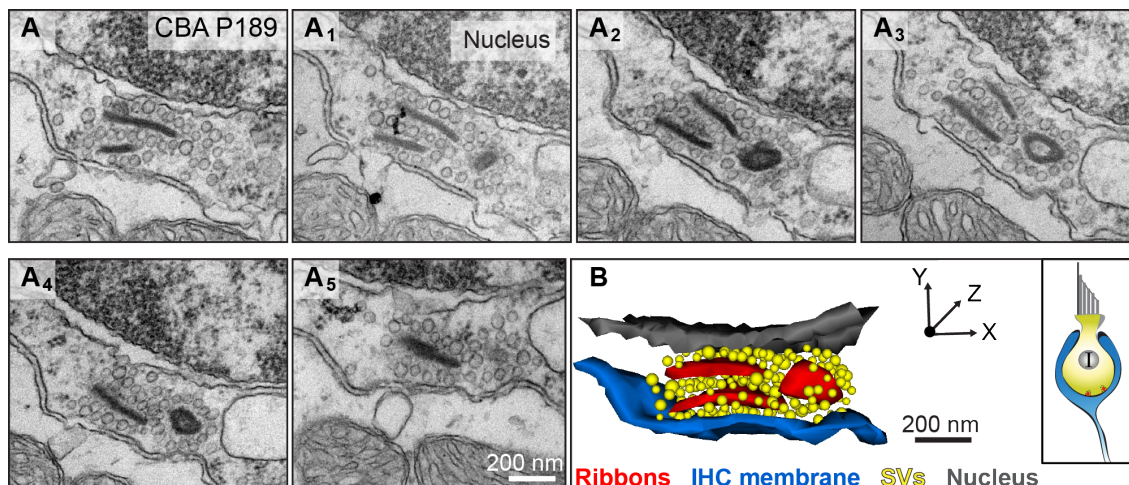 A CBA P189
A1 Nucleus
A2
A3
A4
A5
200 nm
B
Y
Z
X
I
200 nm
Ribbons IHC membrane SVs Nucleus